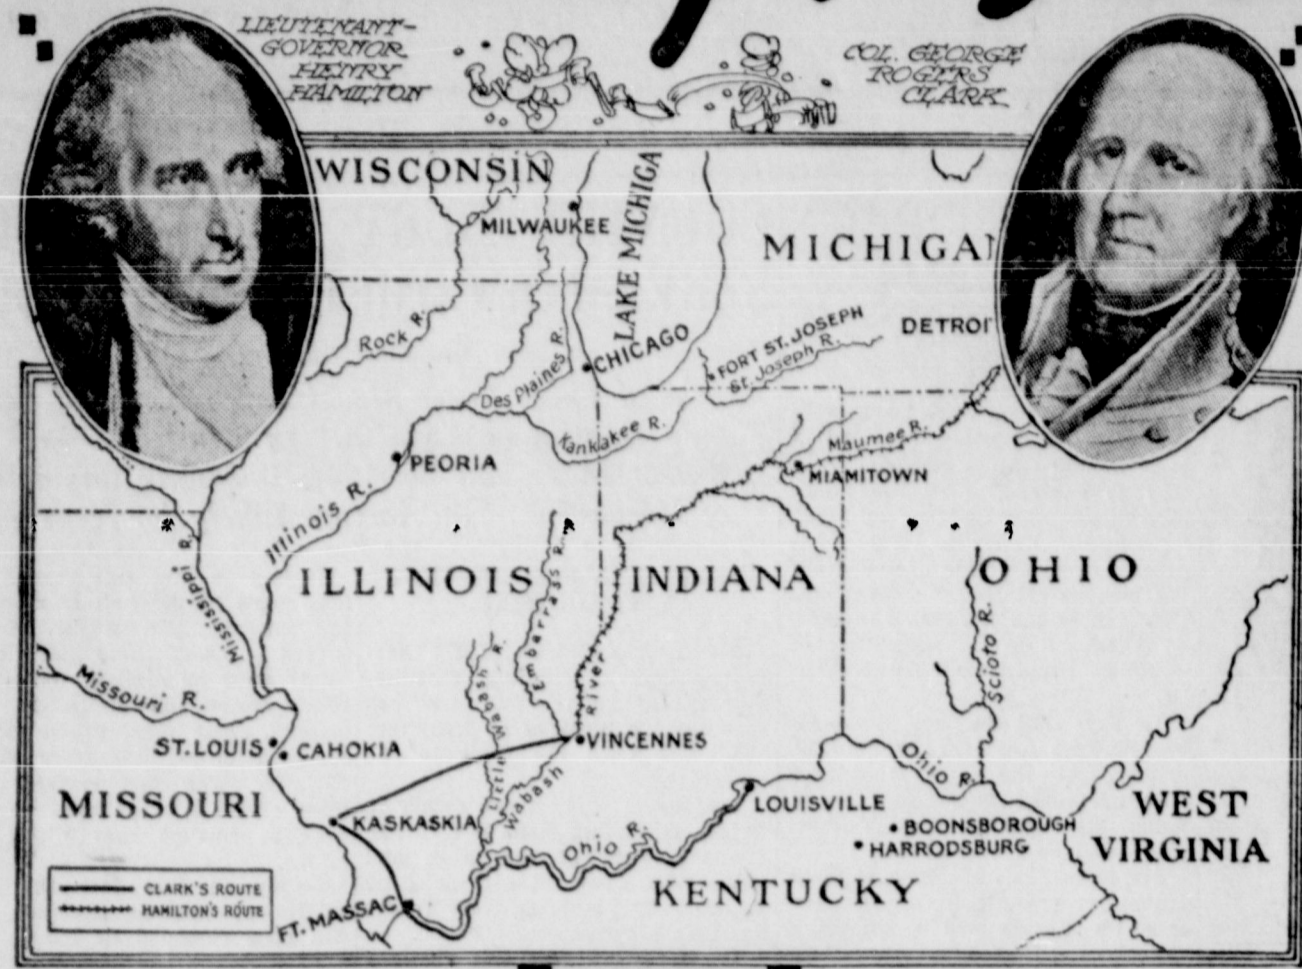 LIEUTENANT-
GOVERNOR
HENRY
HAMILTON
COL. GEORGE
ROGERS
CLARK
WISCONSIN
MILWAUKEE
LAKE MICHIGA
MICHIGAN
DETROI
Rock R.
Des Plaines R.
CHICAGO
FORT ST. JOSEPH
St. Joseph R.
Kankakee R.
Maumee R.
PEORIA
MIAMITOWN
Illinois R.
Mississippi R.
ILLINOIS
Embarrass R.
INDIANA
OHIO
Scioto R.
Missouri R.
Little Wabash R.
River
ST. LOUIS
CAHOKIA
VINCENNES
Wabash
Ohio R.
MISSOURI
KASKASKIA
LOUISVILLE
BOONSBOROUGH
HARRODSBURG
WEST
VIRGINIA
Ohio R.
KENTUCKY
CLARK'S ROUTE
HAMILTON'S ROUTE
FT. MASSAC